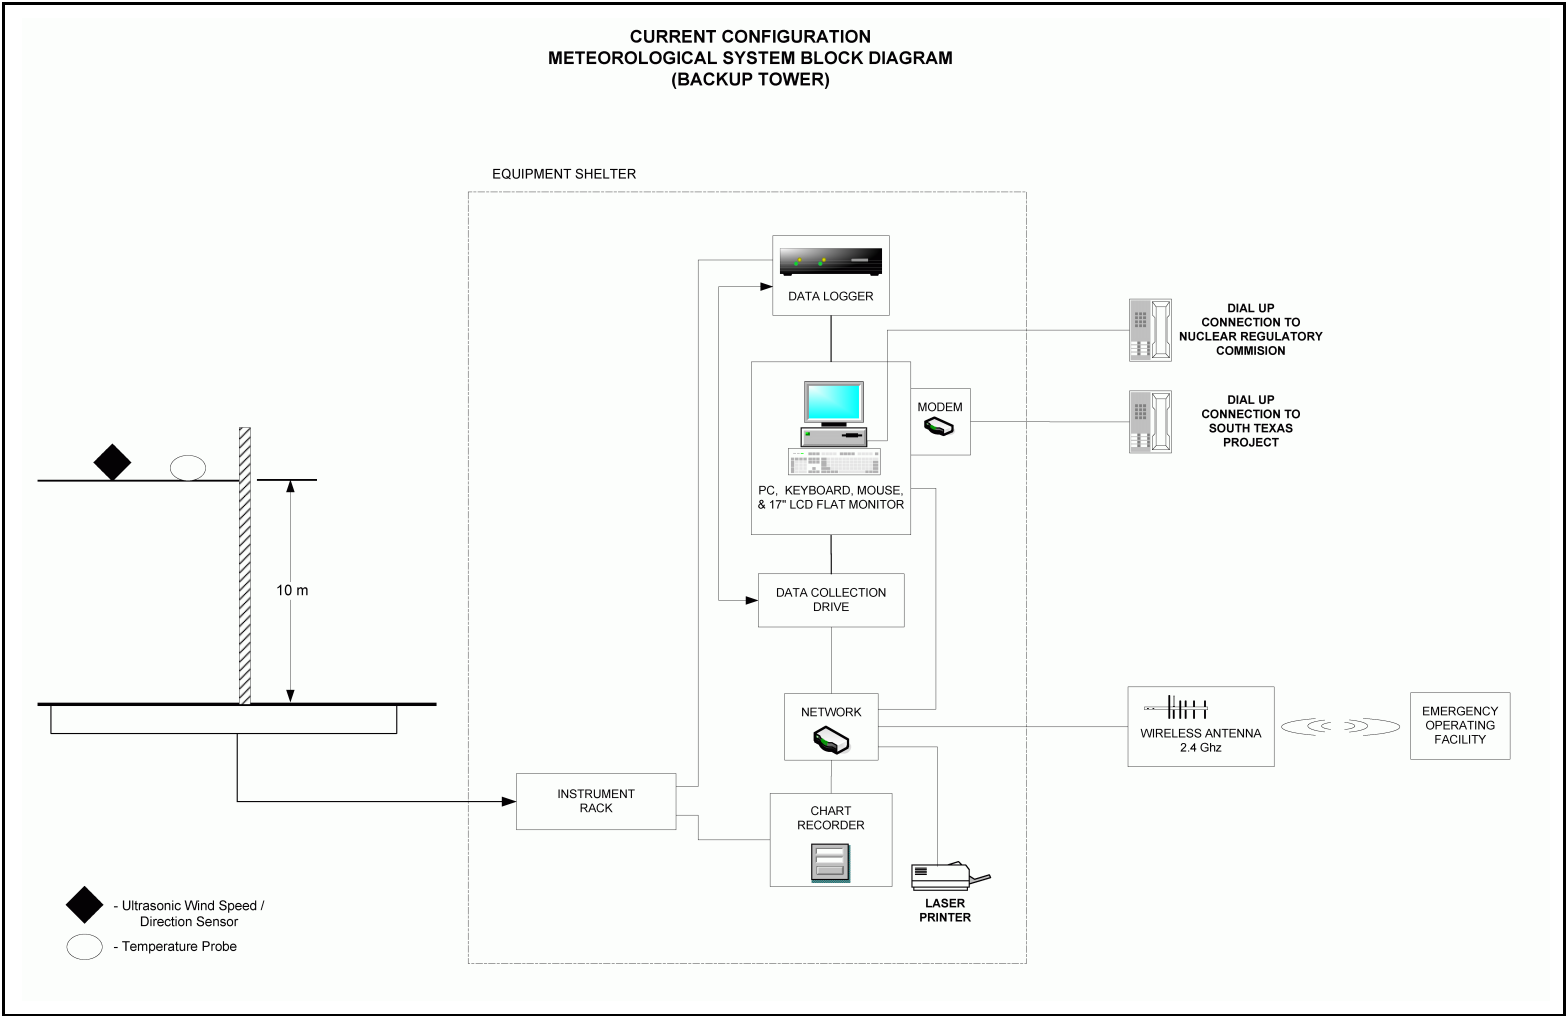 CURRENT CONFIGURATION
METEOROLOGICAL SYSTEM BLOCK DIAGRAM
(BACKUP TOWER)
EQUIPMENT SHELTER
DATA LOGGER
DIAL UP
CONNECTION TO
NUCLEAR REGULATORY
COMMISION
MODEM
DIAL UP
CONNECTION TO
SOUTH TEXAS
PROJECT
PC, KEYBOARD, MOUSE,
& 17" LCD FLAT MONITOR
10 m
DATA COLLECTION
DRIVE
NETWORK
WIRELESS ANTENNA
2.4 Ghz
EMERGENCY
OPERATING
FACILITY
INSTRUMENT
RACK
CHART
RECORDER
LASER
PRINTER
- Ultrasonic Wind Speed /
Direction Sensor
- Temperature Probe